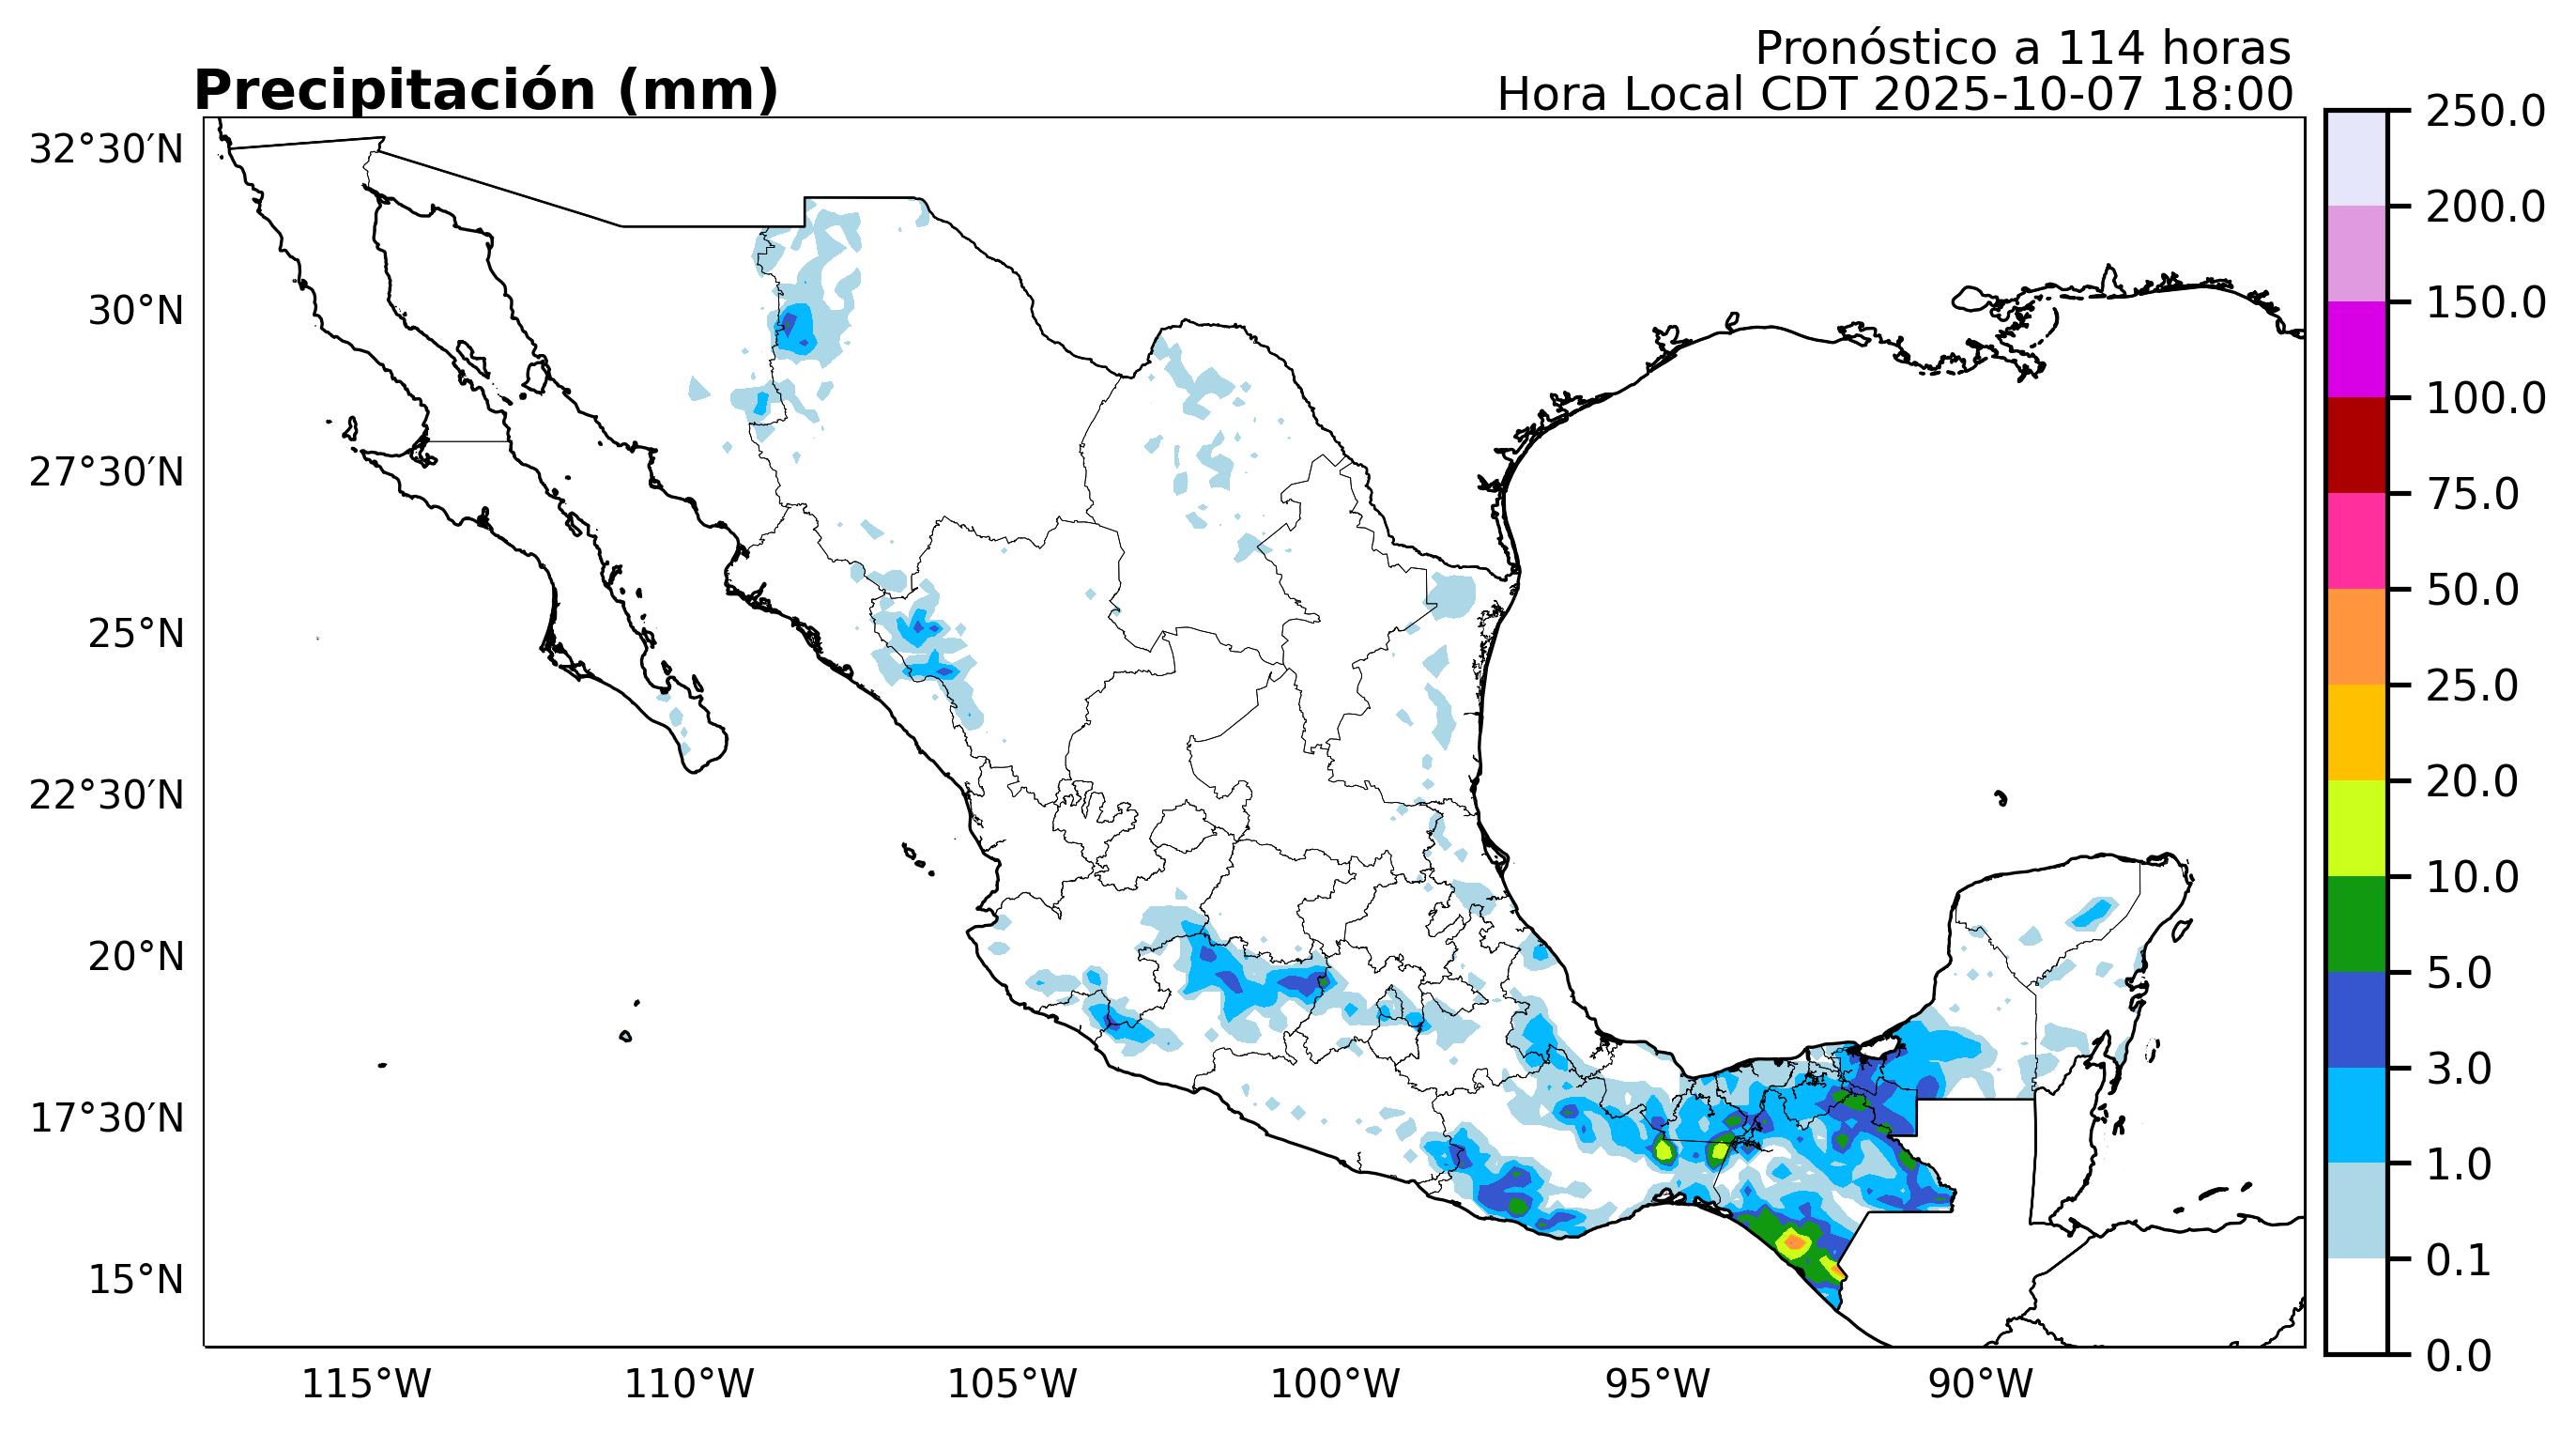 Pronóstico a 114 horas
Precipitación (mm)
Hora Local CDT 2025-10-07 18:00
32°30′N
30°N
27°30′N
25°N
22°30′N
20°N
17°30′N
15°N
115°W
110°W
105°W
100°W
95°W
90°W
250.0
200.0
150.0
100.0
75.0
50.0
25.0
20.0
10.0
5.0
3.0
1.0
0.1
0.0